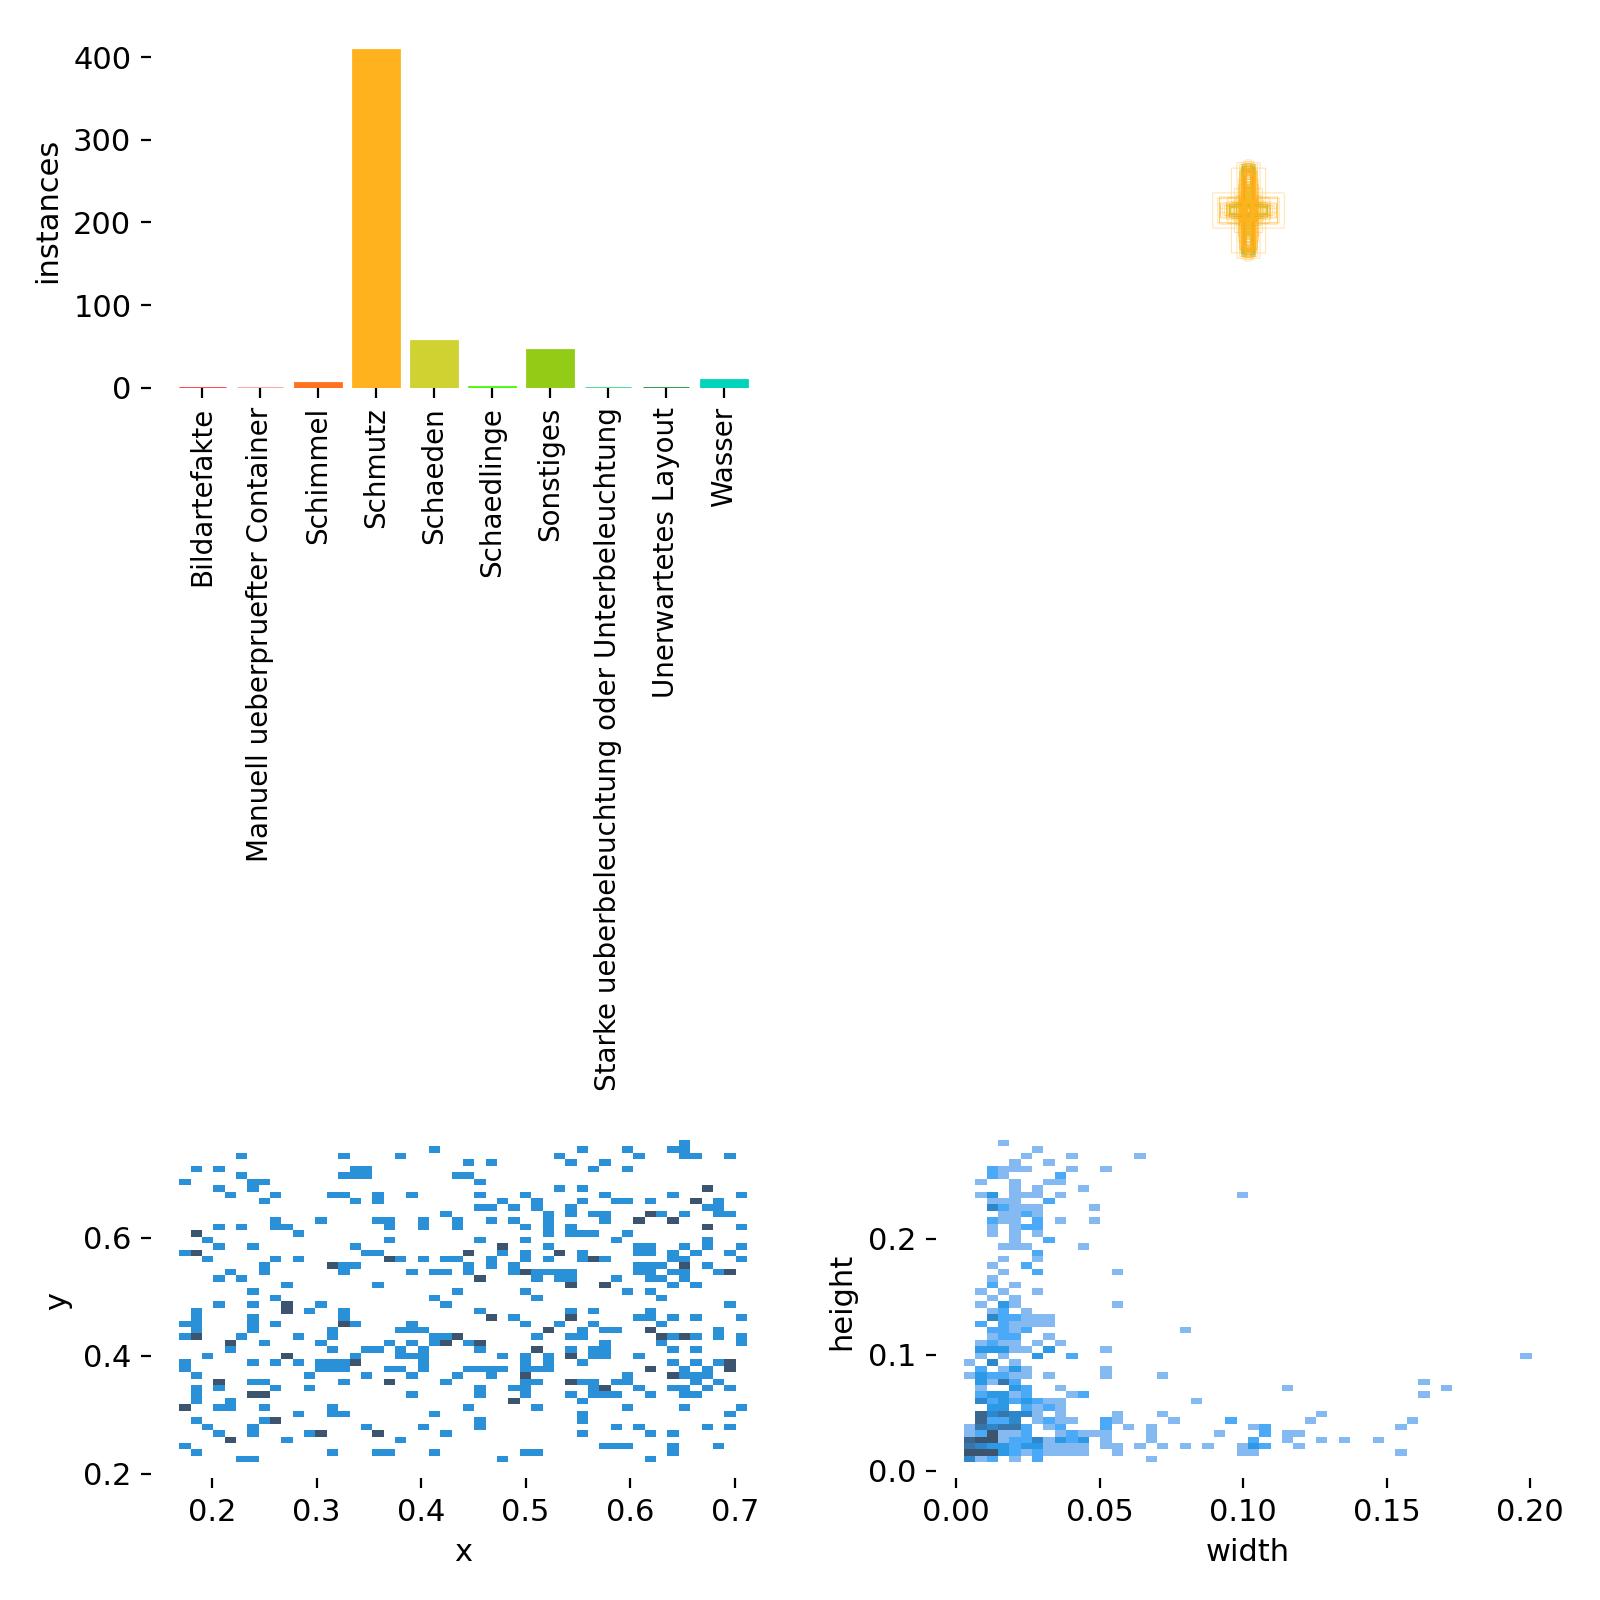 400
300
200
100
0
instances
Bildartefakte
Manuell ueberpruefter Container
Schimmel
Schmutz
Schaeden
Schaedlinge
Sonstiges
Starke ueberbeleuchtung oder Unterbeleuchtung
Unerwartetes Layout
Wasser
0.6
0.4
0.2
y
0.2 0.3 0.4 0.5 0.6 0.7
x
0.2
0.1
0.0
height
0.00 0.05 0.10 0.15 0.20
width